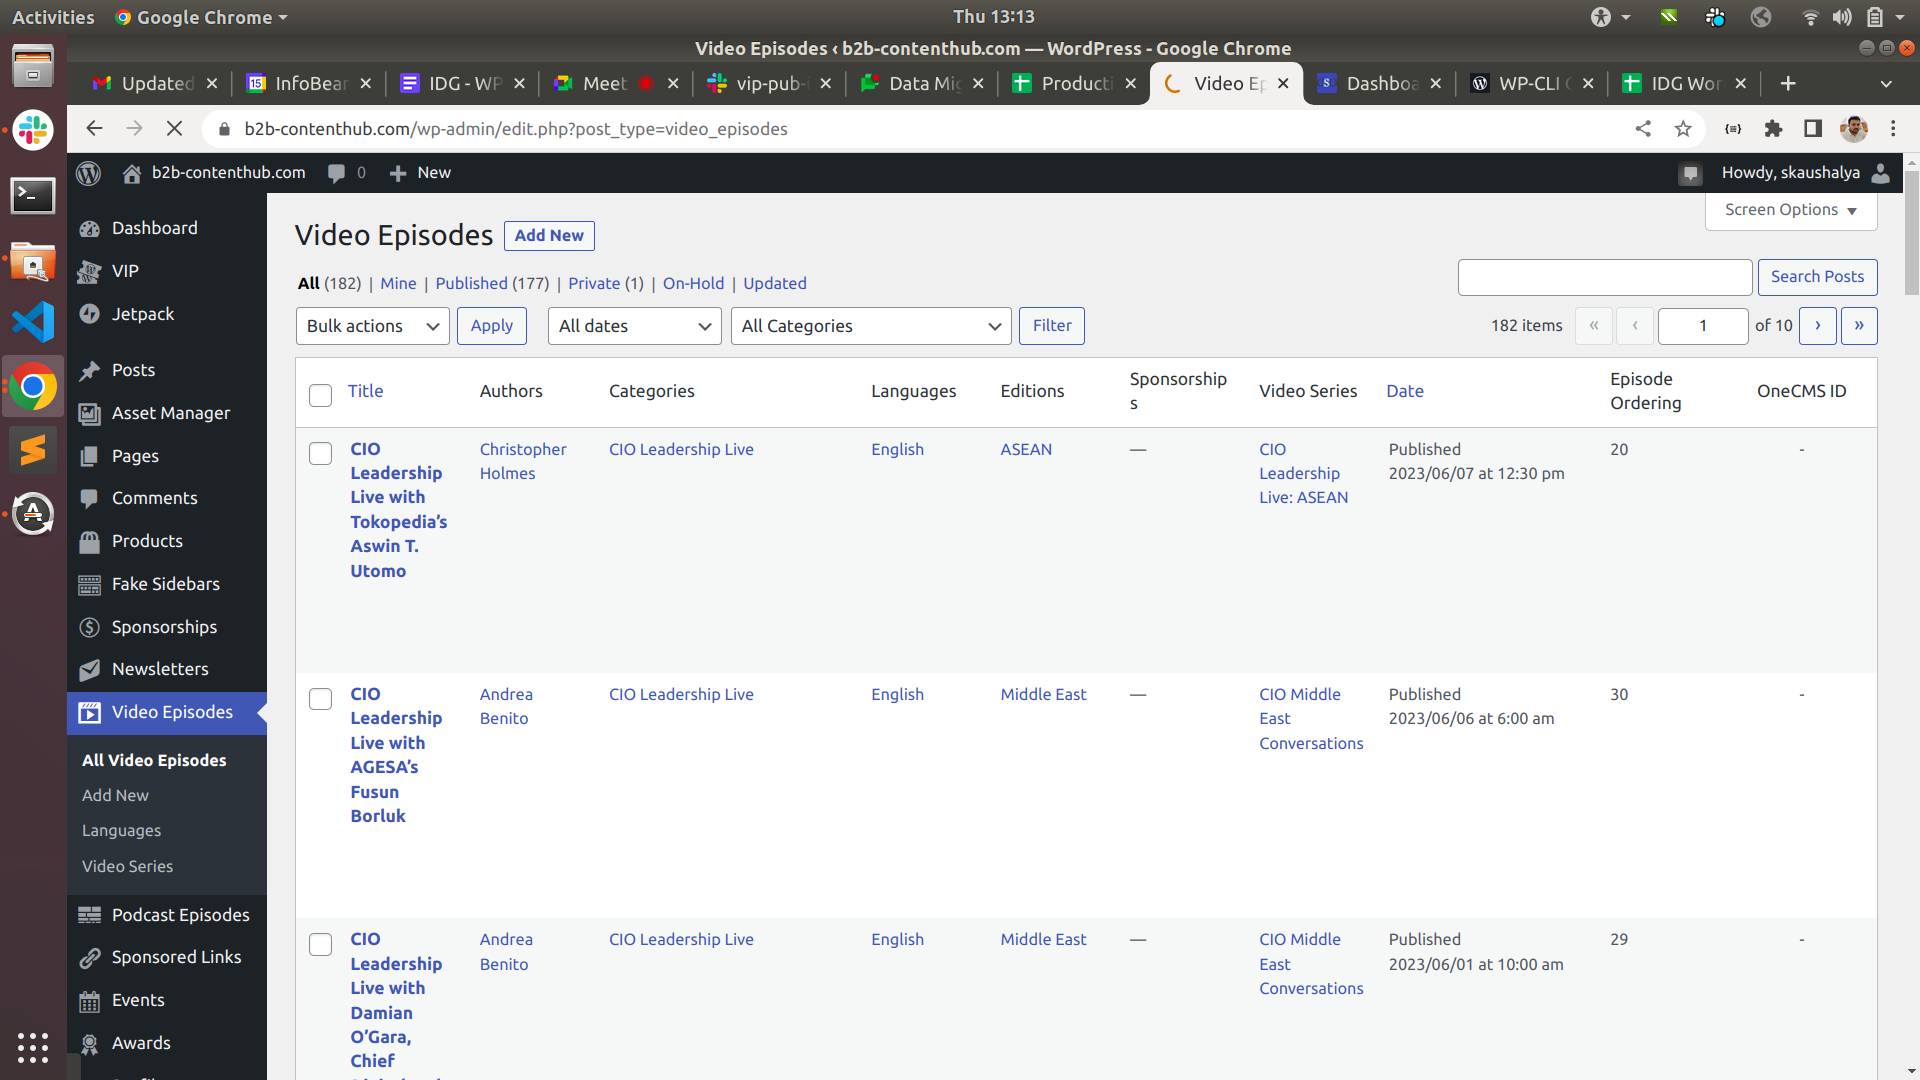 Activities
Google Chrome
Thu 13:13
Video Episodes ‹ b2b-contenthub.com — WordPress - Google Chrome
Updated
InfoBean
IDG - WP
Meet
vip-pub-
Data Mig
Producti
Video Ep
Dashboa
WP-CLI
IDG Wor
b2b-contenthub.com/wp-admin/edit.php?post_type=video_episodes
b2b-contenthub.com
0
New
Howdy, skaushalya
Dashboard
VIP
Jetpack
Posts
Asset Manager
Pages
Comments
Products
Fake Sidebars
Sponsorships
Newsletters
Video Episodes
All Video Episodes
Add New
Languages
Video Series
Podcast Episodes
Sponsored Links
Events
Awards
Screen Options
Video Episodes
Add New
All (182) | Mine | Published (177) | Private (1) | On-Hold | Updated
Search Posts
Bulk actions
Apply
All dates
All Categories
Filter
182 items
«
‹
1
of 10
›
»
Title
Authors
Categories
Languages
Editions
Sponsorship
s
Video Series
Date
Episode
Ordering
OneCMS ID
CIO
Leadership
Live with
Tokopedia’s
Aswin T.
Utomo
Christopher
Holmes
CIO Leadership Live
English
ASEAN
—
CIO
Leadership
Live: ASEAN
Published
2023/06/07 at 12:30 pm
20
-
CIO
Leadership
Live with
AGESA’s
Fusun
Borluk
Andrea
Benito
CIO Leadership Live
English
Middle East
—
CIO Middle
East
Conversations
Published
2023/06/06 at 6:00 am
30
-
CIO
Leadership
Live with
Damian
O’Gara,
Chief
Andrea
Benito
CIO Leadership Live
English
Middle East
—
CIO Middle
East
Conversations
Published
2023/06/01 at 10:00 am
29
-